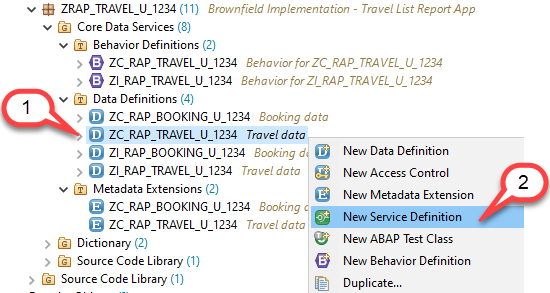 ZRAP_TRAVEL_U_1234 (11) Brownfield Implementation - Travel List Report App
Core Data Services (8)
Behavior Definitions (2)
B ZC_RAP_TRAVEL_U_1234 Behavior for ZC_RAP_TRAVEL_U_1234
B ZI_RAP_TRAVEL_U_1234 Behavior for ZI_RAP_TRAVEL_U_1234
1
Data Definitions (4)
D ZC_RAP_BOOKING_U_1234 Booking data
D ZC_RAP_TRAVEL_U_1234 Travel data
D ZI_RAP_BOOKING_U_1234 Booking
D ZI_RAP_TRAVEL_U_1234 Travel data
Metadata Extensions (2)
E ZC_RAP_BOOKING_U_1234
E ZC_RAP_TRAVEL_U_1234 Travel
Dictionary (2)
Source Code Library (1)
Source Code Library (1)
New Data Definition
New Access Control
New Metadata Extension
2
New Service Definition
New ABAP Test Class
New Behavior Definition
Duplicate...